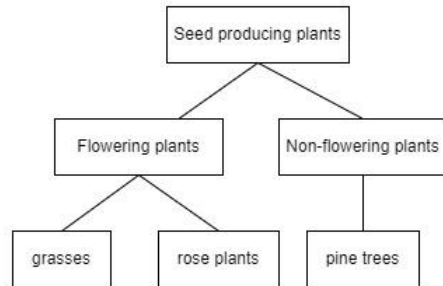 Seed producing plants
Flowering plants
Non-flowering plants
grasses
rose plants
pine trees